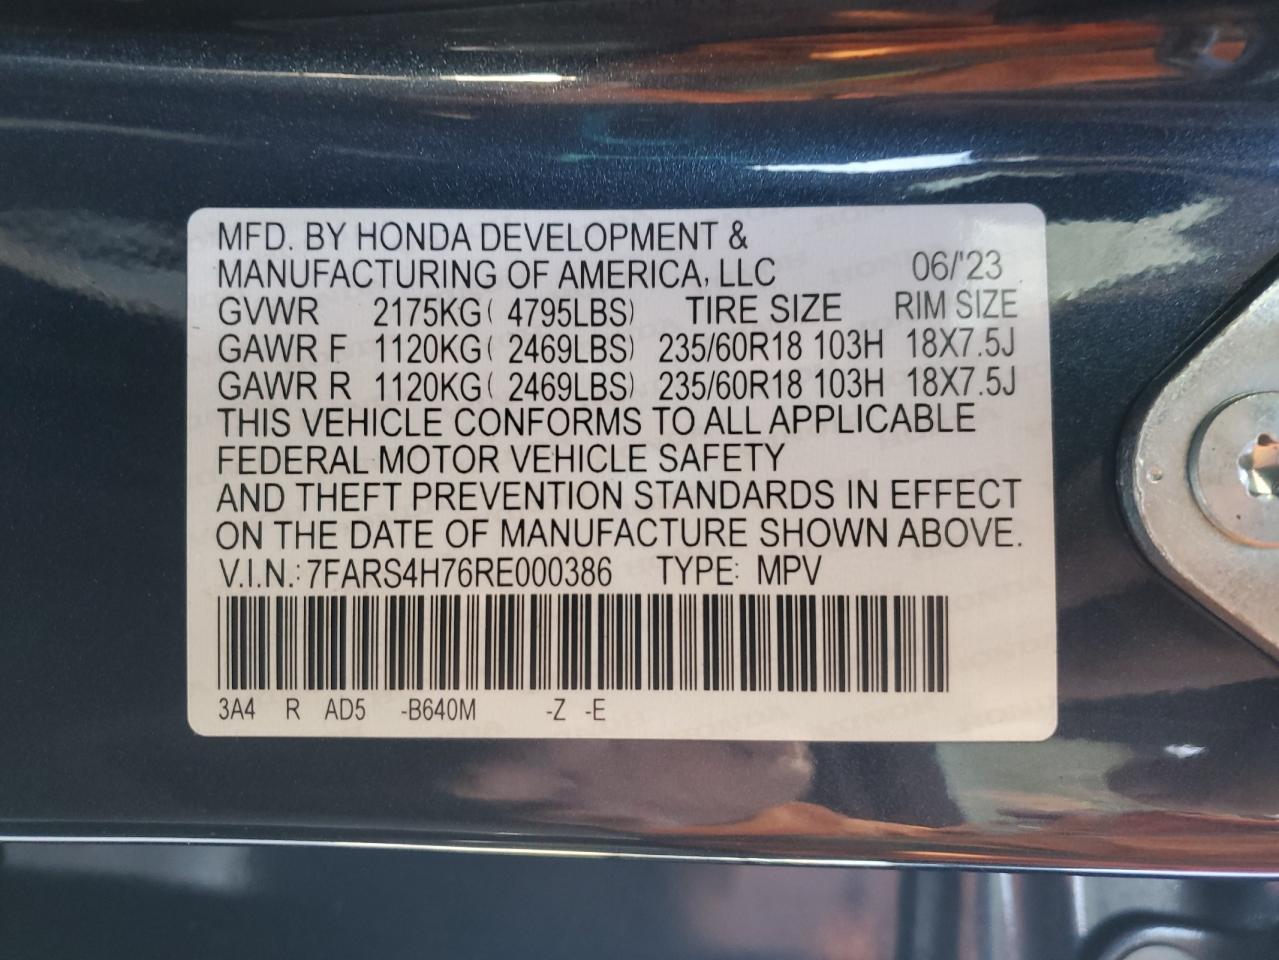 MFD. BY HONDA DEVELOPMENT &
MANUFACTURING OF AMERICA, LLC 06/'23
GVWR 2175KG( 4795LBS) TIRE SIZE RIM SIZE
GAWR F 1120KG( 2469LBS) 235/60R18 103H 18X7.5J
GAWR R 1120KG( 2469LBS) 235/60R18 103H 18X7.5J
THIS VEHICLE CONFORMS TO ALL APPLICABLE
FEDERAL MOTOR VEHICLE SAFETY
AND THEFT PREVENTION STANDARDS IN EFFECT
ON THE DATE OF MANUFACTURE SHOWN ABOVE.
V.I.N.: 7FARS4H76RE000386 TYPE: MPV
3A4 R AD5 -B640M -Z -E